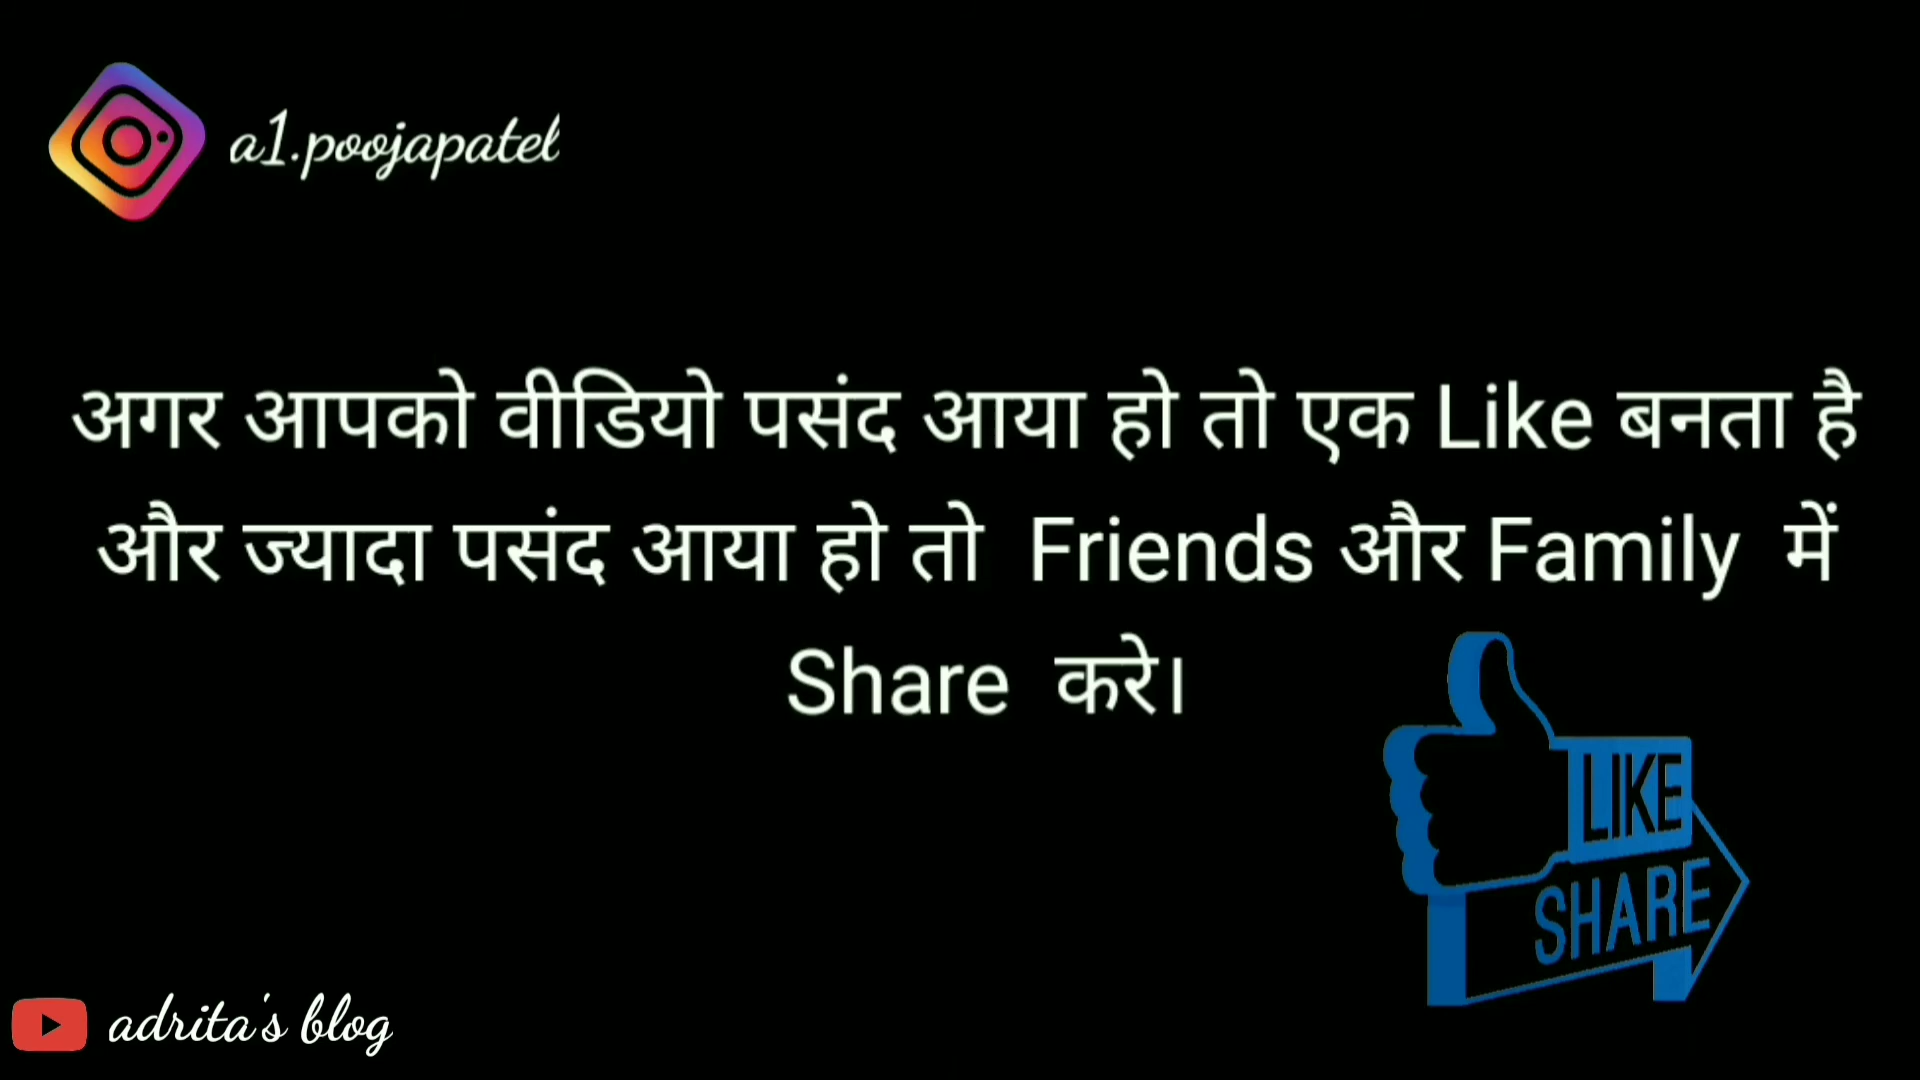 a1.poojapatel
अगर आपको वीडियो पसंद आया हो तो एक Like बनता है
और ज्यादा पसंद आया हो तो Friends और Family में
Share करे।
LIKE
SHARE
adrita's blog